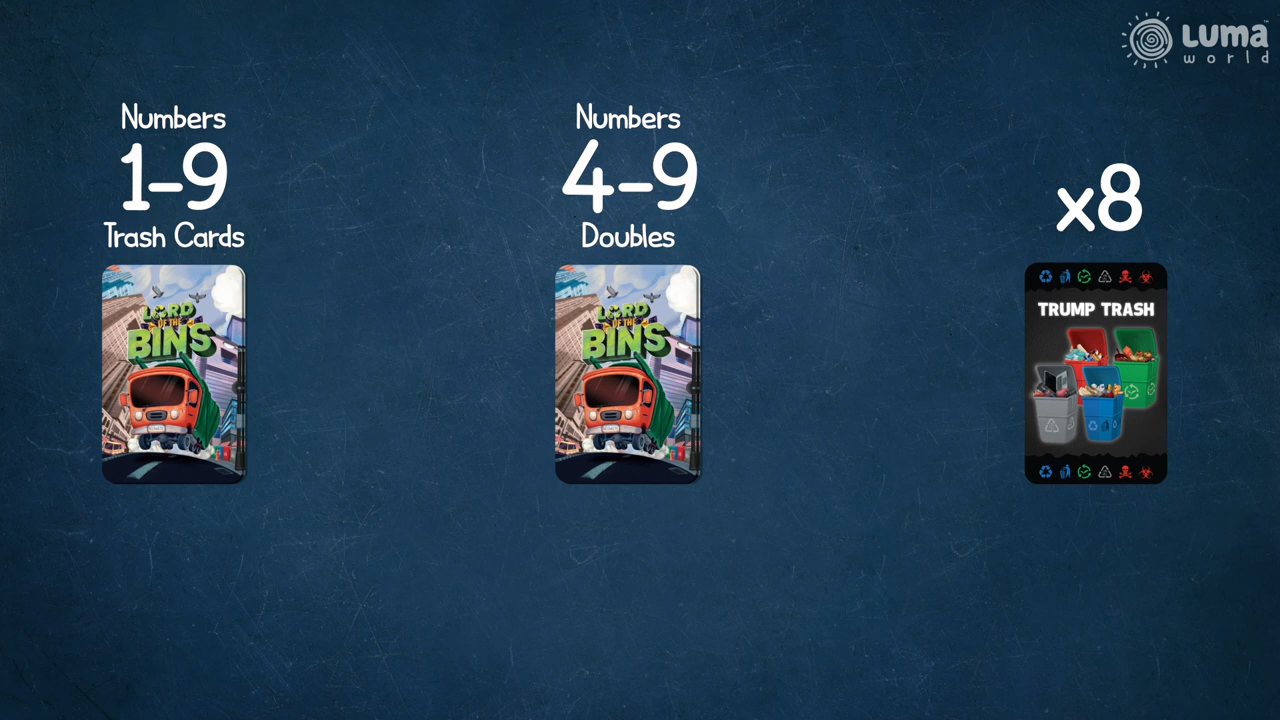 Luma
world
Numbers
1-9
Trash Cards
LORD
OF THE
BINS
Numbers
4-9
Doubles
LORD
OF THE
BINS
x8
TRUMP TRASH